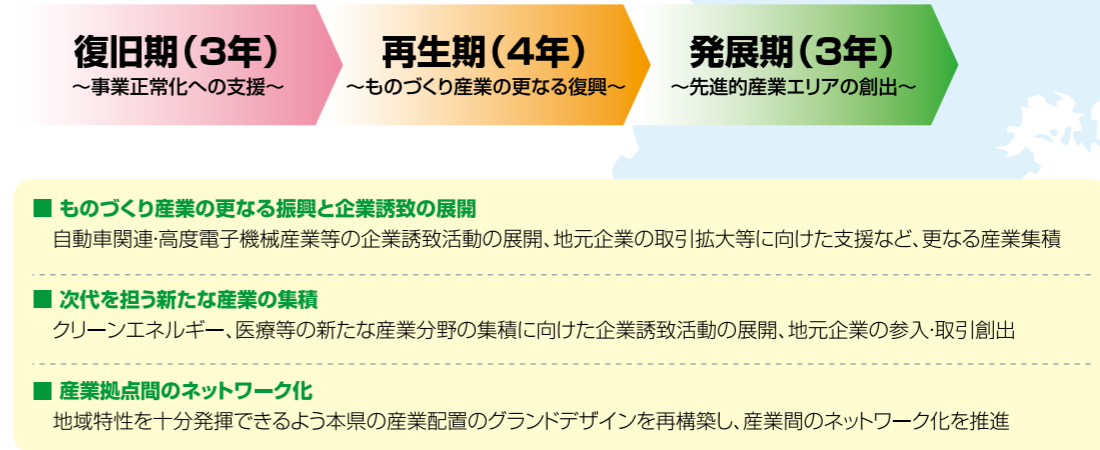 復旧期（3年）
～事業正常化への支援～
再生期（4年）
～ものづくり産業の更なる復興～
発展期（3年）
～先進的産業エリアの創出～
■ ものづくり産業の更なる振興と企業誘致の展開
自動車関連・高度電子機械産業等の企業誘致活動の展開、地元企業の取引拡大等に向けた支援など、更なる産業集積
■ 次代を担う新たな産業の集積
クリーンエネルギー、医療等の新たな産業分野の集積に向けた企業誘致活動の展開、地元企業の参入・取引創出
■ 産業拠点間のネットワーク化
地域特性を十分発揮できるよう本県の産業配置のグランドデザインを再構築し、産業間のネットワーク化を推進